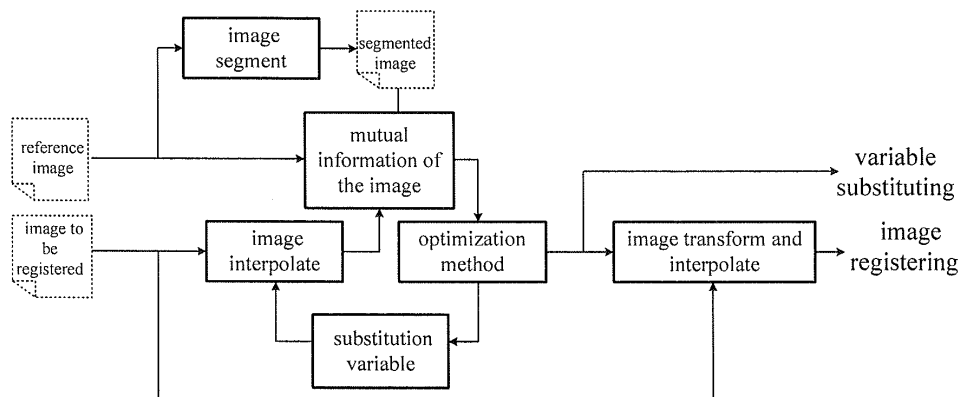 image
segment
segmented
image
reference
image
mutual
information of
the image
variable
substituting
image to
be
registered
image
interpolate
optimization
method
image transform and
interpolate
image
registering
substitution
variable